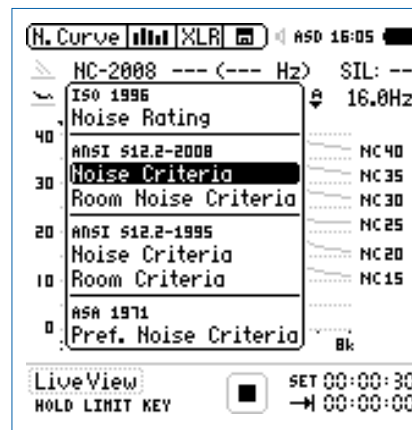 N. Curve XLR ASD 16:05
NC-2008 --- (--- Hz) SIL: --
ISO 1996 16.0Hz
Noise Rating
40
ANSI S12.2-2008 NC40
Noise Criteria NC35
30
Room Noise Criteria NC30
NC25
20 ANSI S12.2-1995
Noise Criteria NC20
10 Room Criteria NC15
ASA 1971
0 Pref. Noise Criteria
8k
LiveView SET 00:00:30
HOLD LIMIT KEY 00:00:00